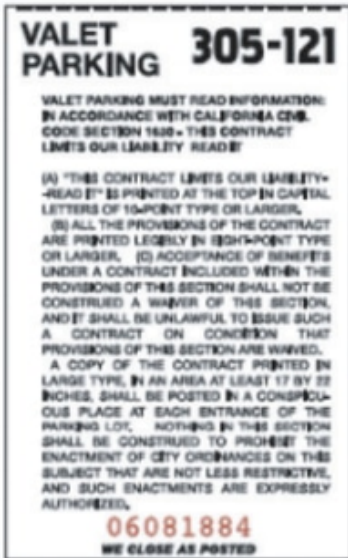 VALET
PARKING
305-121
VALET PARKING MUST READ INFORMATION:
IN ACCORDANCE WITH CALIFORNIA CIVIL
CODE SECTION 1630 - THIS CONTRACT
LIMITS OUR LIABILITY READ IT
(A) "THIS CONTRACT LIMITS OUR LIABILITY-
-READ IT" IS PRINTED AT THE TOP IN CAPITAL
LETTERS OF 10-POINT TYPE OR LARGER.
(B) ALL THE PROVISIONS OF THE CONTRACT
ARE PRINTED LEGIBLY IN EIGHT-POINT TYPE
OR LARGER. (C) ACCEPTANCE OF BENEFITS
UNDER A CONTRACT INCLUDED WITHIN THE
PROVISIONS OF THIS SECTION SHALL NOT BE
CONSTRUED A WAIVER OF THIS SECTION,
AND IT SHALL BE UNLAWFUL TO ISSUE SUCH
A CONTRACT ON CONDITION THAT
PROVISIONS OF THIS SECTION ARE WAIVED.
A COPY OF THE CONTRACT PRINTED IN
LARGE TYPE, IN AN AREA AT LEAST 17 BY 22
INCHES, SHALL BE POSTED IN A CONSPICU-
OUS PLACE AT EACH ENTRANCE OF THE
PARKING LOT. NOTHING IN THIS SECTION
SHALL BE CONSTRUED TO PROHIBIT THE
ENACTMENT OF CITY ORDINANCES ON THIS
SUBJECT THAT ARE NOT LESS RESTRICTIVE,
AND SUCH ENACTMENTS ARE EXPRESSLY
AUTHORIZED.
06081884
WE CLOSE AS POSTED